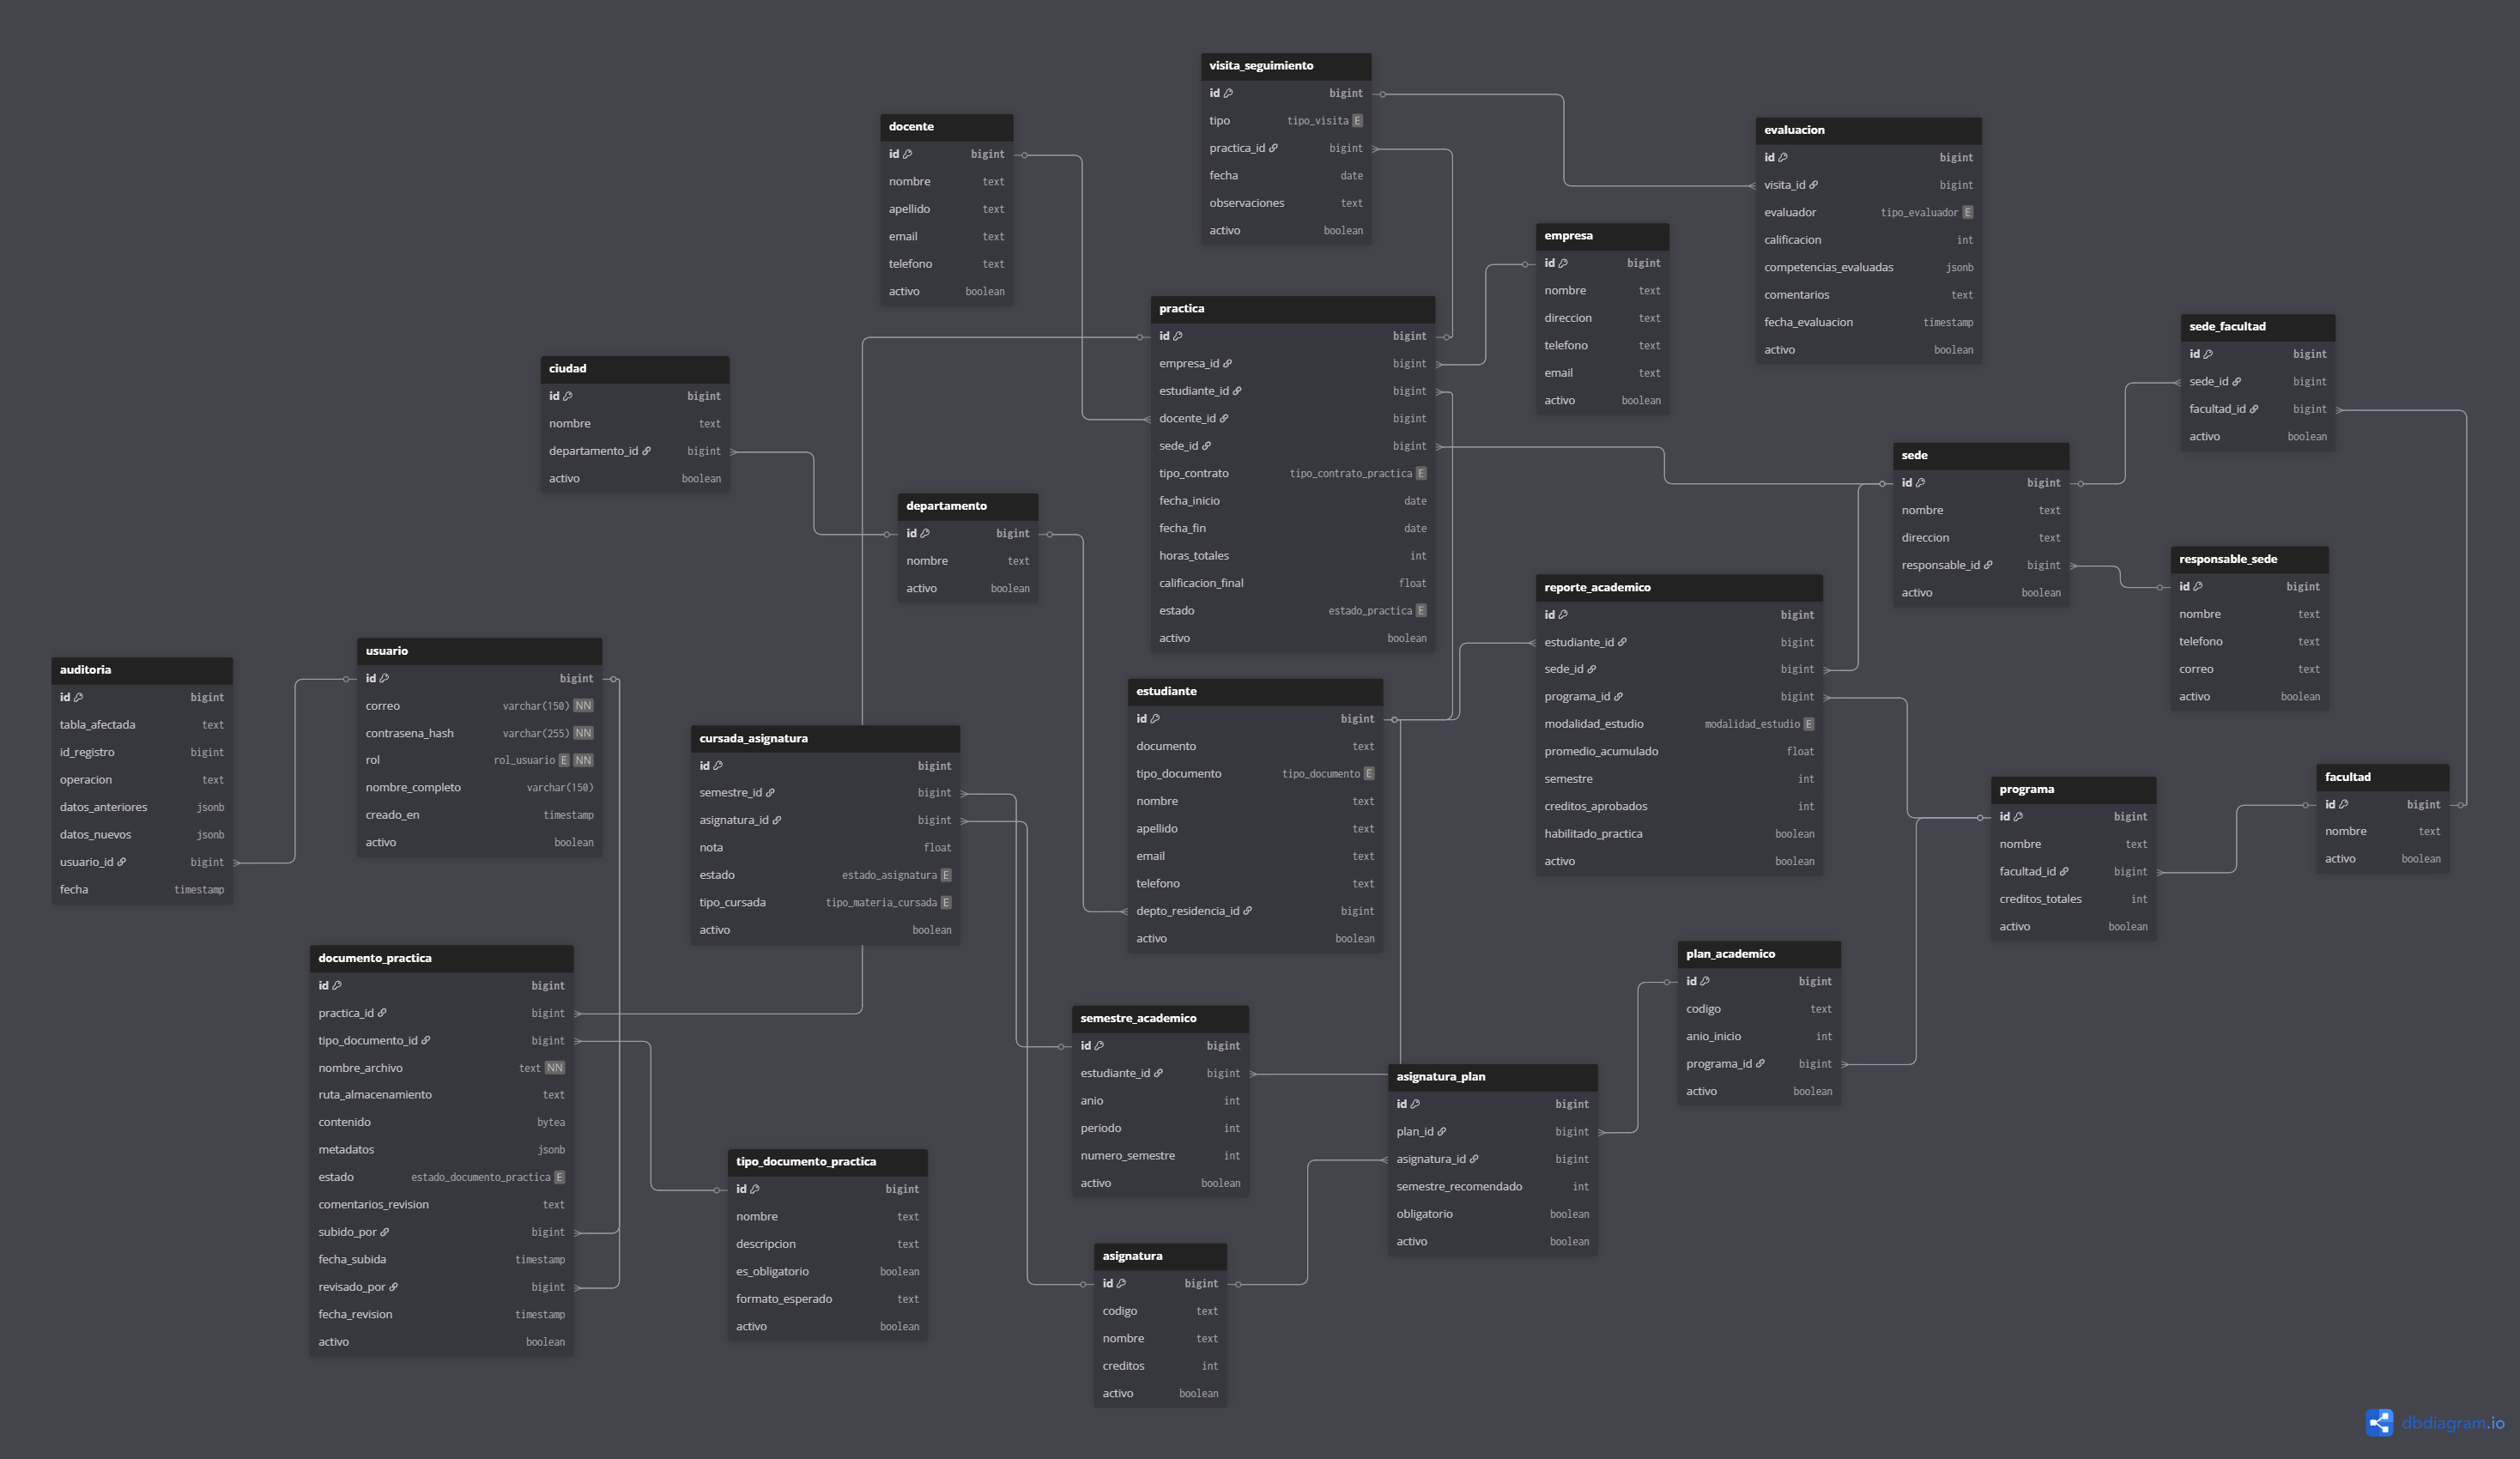 visita_seguimiento
id bigint
tipo tipo_visita E
practica_id bigint
fecha date
observaciones text
activo boolean
docente
id bigint
nombre text
apellido text
email text
telefono text
activo boolean
evaluacion
id bigint
visita_id bigint
evaluador tipo_evaluador E
calificacion int
competencias_evaluadas jsonb
comentarios text
fecha_evaluacion timestamp
activo boolean
empresa
id bigint
nombre text
direccion text
telefono text
email text
activo boolean
practica
id bigint
empresa_id bigint
estudiante_id bigint
docente_id bigint
sede_id bigint
tipo_contrato tipo_contrato_practica E
fecha_inicio date
fecha_fin date
horas_totales int
calificacion_final float
estado estado_practica E
activo boolean
sede_facultad
id bigint
sede_id bigint
facultad_id bigint
activo boolean
ciudad
id bigint
nombre text
departamento_id bigint
activo boolean
sede
id bigint
nombre text
direccion text
responsable_id bigint
activo boolean
departamento
id bigint
nombre text
activo boolean
responsable_sede
id bigint
nombre text
telefono text
correo text
activo boolean
reporte_academico
id bigint
estudiante_id bigint
sede_id bigint
programa_id bigint
modalidad_estudio modalidad_estudio E
promedio_acumulado float
semestre int
creditos_aprobados int
habilitado_practica boolean
activo boolean
usuario
id bigint
correo varchar(150) NN
contrasena_hash varchar(255) NN
rol rol_usuario E NN
nombre_completo varchar(150)
creado_en timestamp
activo boolean
auditoria
id bigint
tabla_afectada text
id_registro bigint
operacion text
datos_anteriores jsonb
datos_nuevos jsonb
usuario_id bigint
fecha timestamp
estudiante
id bigint
documento text
tipo_documento tipo_documento E
nombre text
apellido text
email text
telefono text
depto_residencia_id bigint
activo boolean
cursada_asignatura
id bigint
semestre_id bigint
asignatura_id bigint
nota float
estado estado_asignatura E
tipo_cursada tipo_materia_cursada E
activo boolean
facultad
id bigint
nombre text
activo boolean
programa
id bigint
nombre text
facultad_id bigint
creditos_totales int
activo boolean
plan_academico
id bigint
codigo text
anio_inicio int
programa_id bigint
activo boolean
documento_practica
id bigint
practica_id bigint
tipo_documento_id bigint
nombre_archivo text NN
ruta_almacenamiento text
contenido bytea
metadatos jsonb
estado estado_documento_practica E
comentarios_revision text
subido_por bigint
fecha_subida timestamp
revisado_por bigint
fecha_revision timestamp
activo boolean
semestre_academico
id bigint
estudiante_id bigint
anio int
periodo int
numero_semestre int
activo boolean
asignatura_plan
id bigint
plan_id bigint
asignatura_id bigint
semestre_recomendado int
obligatorio boolean
activo boolean
tipo_documento_practica
id bigint
nombre text
descripcion text
es_obligatorio boolean
formato_esperado text
activo boolean
asignatura
id bigint
codigo text
nombre text
creditos int
activo boolean
dbdiagram.io